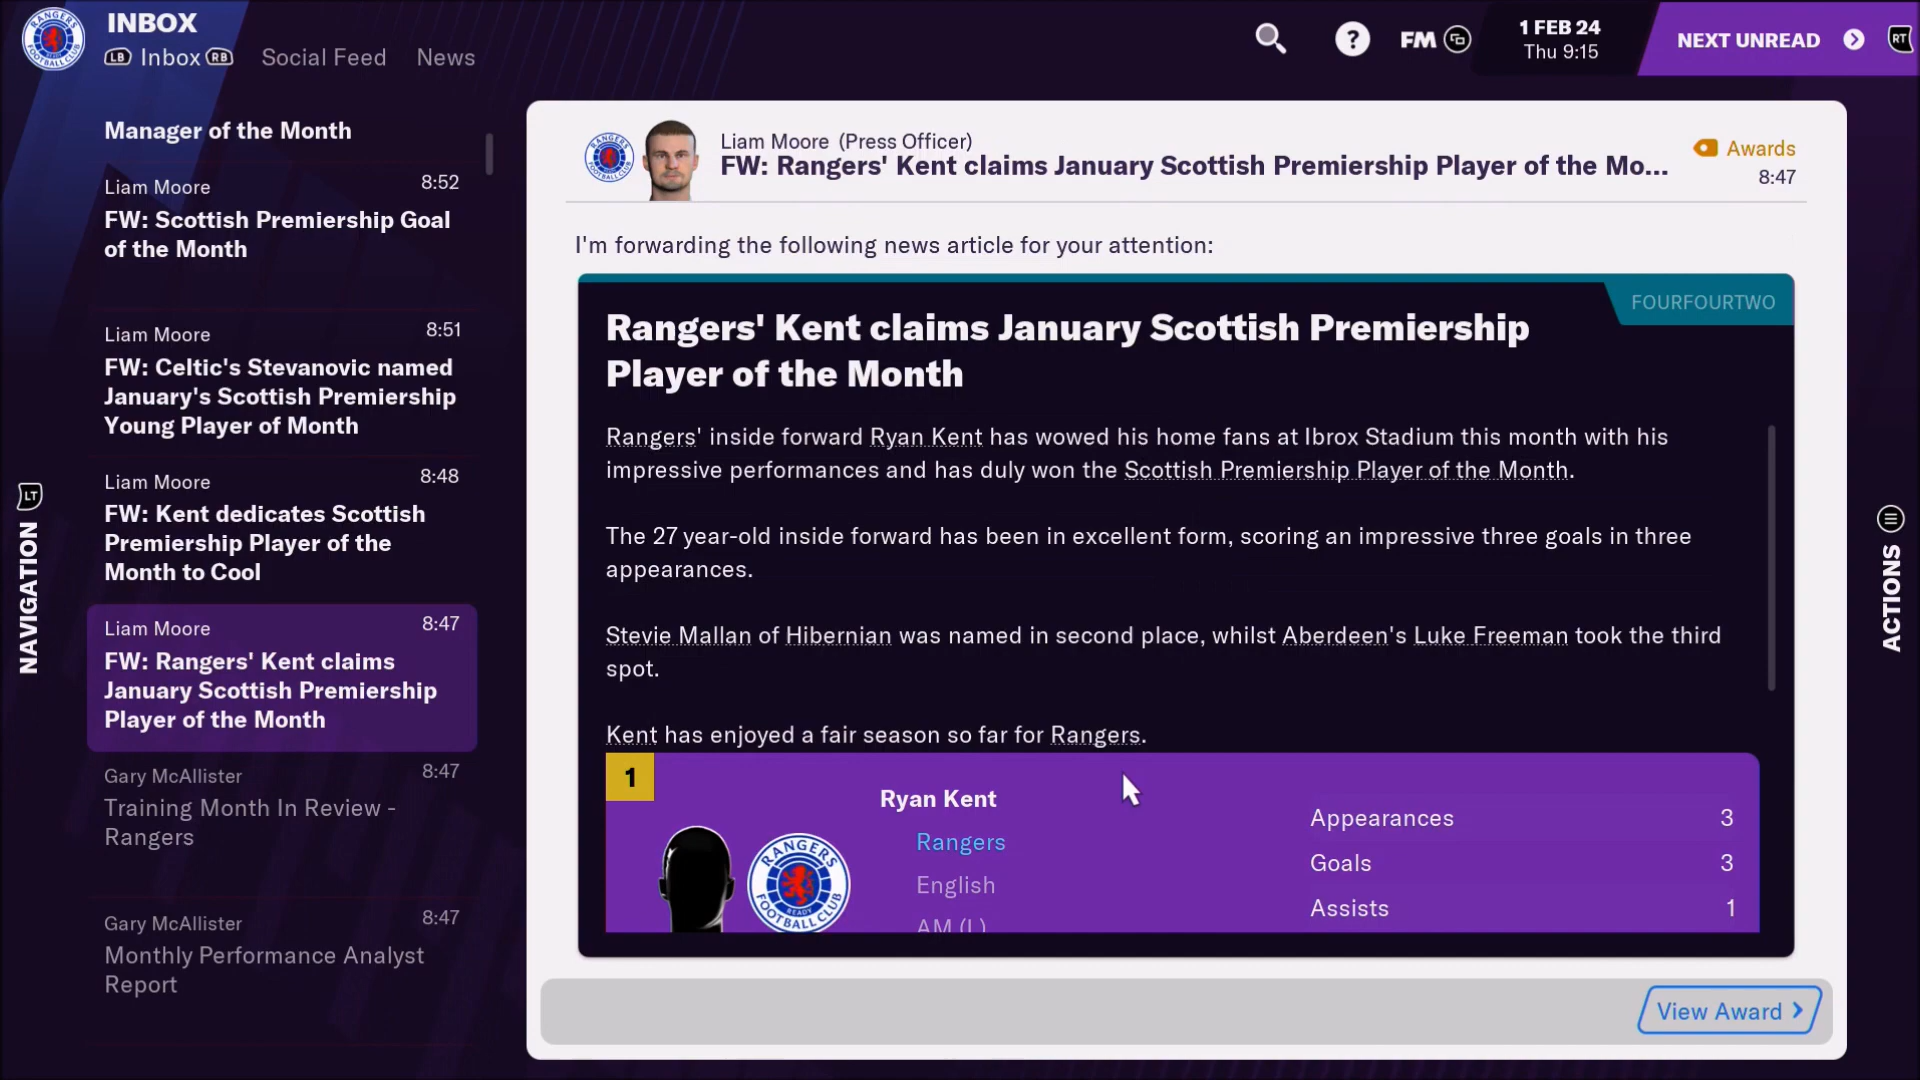 INBOX
LB Inbox RB Social Feed News
FM
1 FEB 24
Thu 9:15
NEXT UNREAD
RT
Manager of the Month
Liam Moore 8:52
FW: Scottish Premiership Goal
of the Month
Liam Moore 8:51
FW: Celtic's Stevanovic named
January's Scottish Premiership
Young Player of Month
Liam Moore 8:48
FW: Kent dedicates Scottish
Premiership Player of the
Month to Cool
Liam Moore 8:47
FW: Rangers' Kent claims
January Scottish Premiership
Player of the Month
Gary McAllister 8:47
Training Month In Review -
Rangers
Gary McAllister 8:47
Monthly Performance Analyst
Report
LT
NAVIGATION
Liam Moore (Press Officer)
FW: Rangers' Kent claims January Scottish Premiership Player of the Mo...
Awards
8:47
I'm forwarding the following news article for your attention:
FOURFOURTWO
Rangers' Kent claims January Scottish Premiership
Player of the Month
Rangers' inside forward Ryan Kent has wowed his home fans at Ibrox Stadium this month with his
impressive performances and has duly won the Scottish Premiership Player of the Month.
The 27 year-old inside forward has been in excellent form, scoring an impressive three goals in three
appearances.
Stevie Mallan of Hibernian was named in second place, whilst Aberdeen's Luke Freeman took the third
spot.
Kent has enjoyed a fair season so far for Rangers.
1
Ryan Kent
Rangers
English
AM (L)
RANGERS
READY
FOOTBALL CLUB
Appearances 3
Goals 3
Assists 1
View Award
ACTIONS